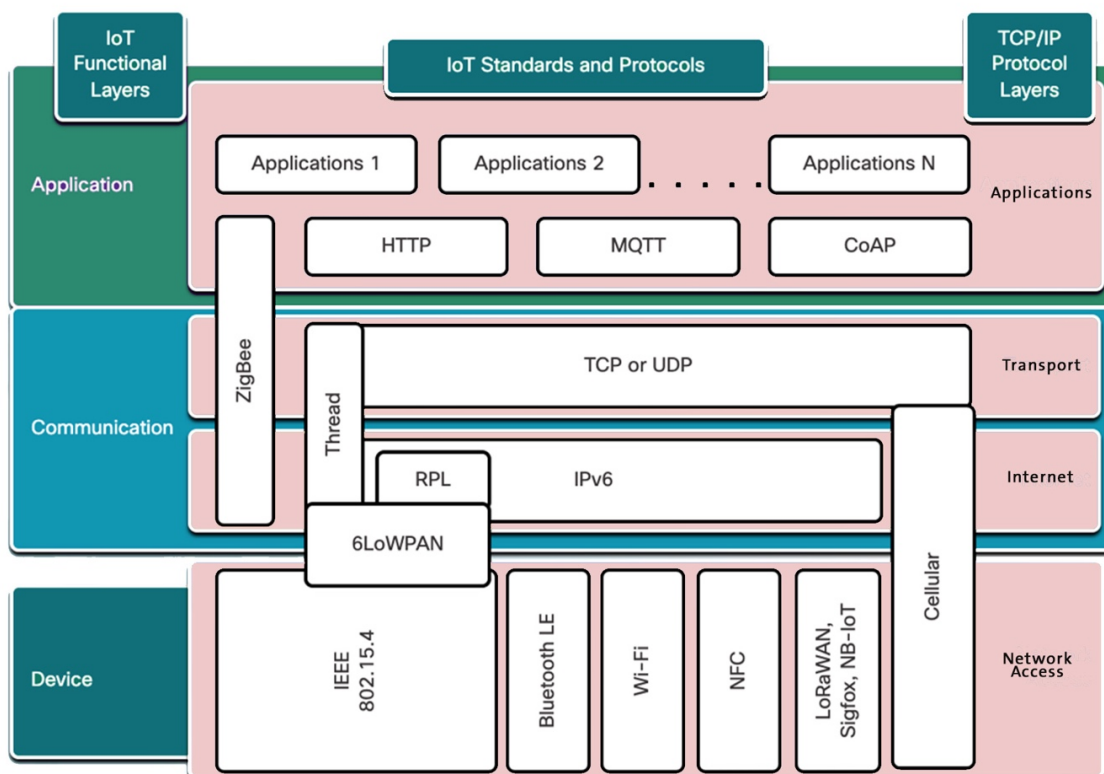 IoT
Functional
Layers
IoT Standards and Protocols
TCP/IP
Protocol
Layers
Application
Applications 1
Applications 2
. . . . . .
Applications N
Applications
HTTP
MQTT
CoAP
ZigBee
Communication
Thread
TCP or UDP
Transport
RPL
IPv6
Internet
6LoWPAN
Cellular
Device
IEEE
802.15.4
Bluetooth LE
Wi-Fi
NFC
LoRaWAN,
Sigfox, NB-IoT
Network
Access